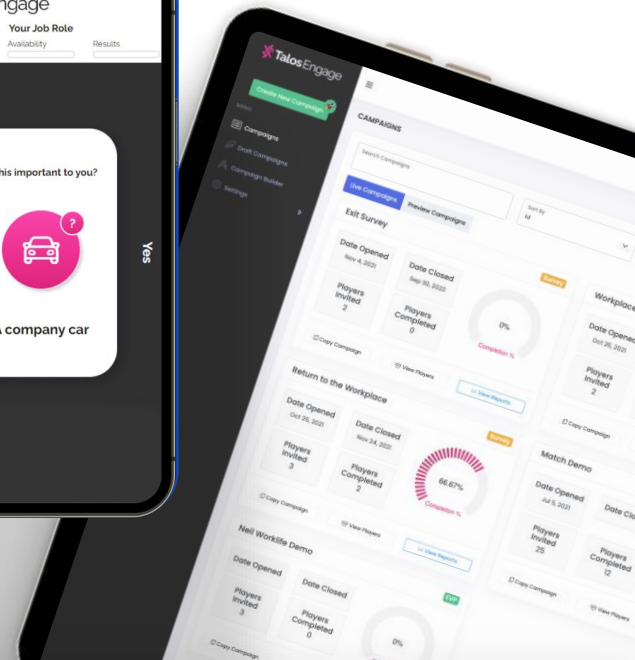 ngage
Your Job Role
Availability
Results
his important to you?
?
Yes
A company car
Talos Engage
Create New Campaign
MENU
Campaigns
Draft Campaigns
Campaign Builder
Settings
CAMPAIGNS
Search Campaigns
Sort By
Id
Live Campaigns
Preview Campaigns
Exit Survey
Survey
Date Opened
Nov 4, 2021
Date Closed
Sep 30, 2022
Players Invited
2
Players Completed
0
0%
Completion %
Copy Campaign
View Players
View Reports
Workplace
Date Opened
Oct 25, 2021
Players Invited
2
Copy Campaign
Return to the Workplace
Survey
Date Opened
Oct 25, 2021
Date Closed
Nov 24, 2021
Players Invited
3
Players Completed
2
66.67%
Completion %
Copy Campaign
View Players
View Reports
Match Demo
Date Opened
Jul 5, 2021
Date Clo
Players Invited
25
Players Completed
12
Copy Campaign
View Players
Neil Worklife Demo
EVP
Date Opened
Date Closed
Players Invited
3
Players Completed
0
0%
Copy Campaign